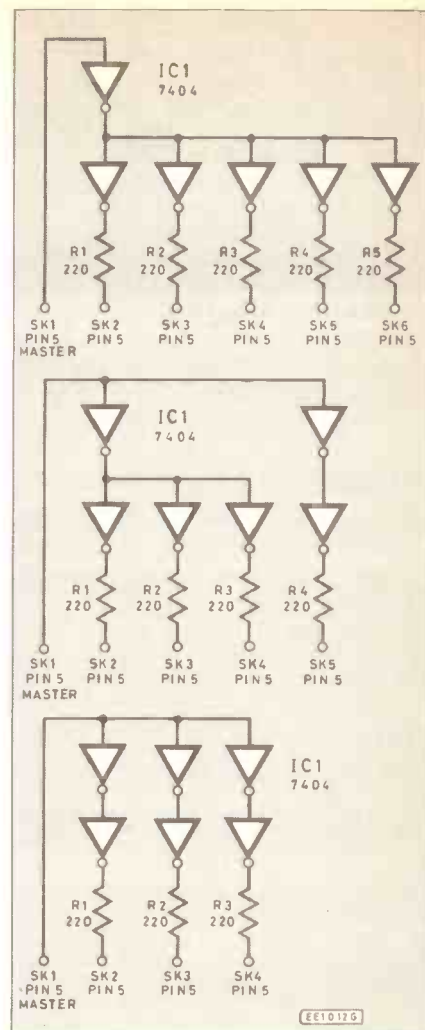 IC1
7404
R1 R2 R3 R4 R5
220 220 220 220 220
SK1 SK2 SK3 SK4 SK5 SK6
PIN 5 PIN 5 PIN 5 PIN 5 PIN 5 PIN 5
MASTER
IC1
7404
R1 R2 R3 R4
220 220 220 220
SK1 SK2 SK3 SK4 SK5
PIN 5 PIN 5 PIN 5 PIN 5 PIN 5
MASTER
IC1
7404
R1 R2 R3
220 220 220
SK1 SK2 SK3 SK4
PIN 5 PIN 5 PIN 5 PIN 5
MASTER
EE1012G